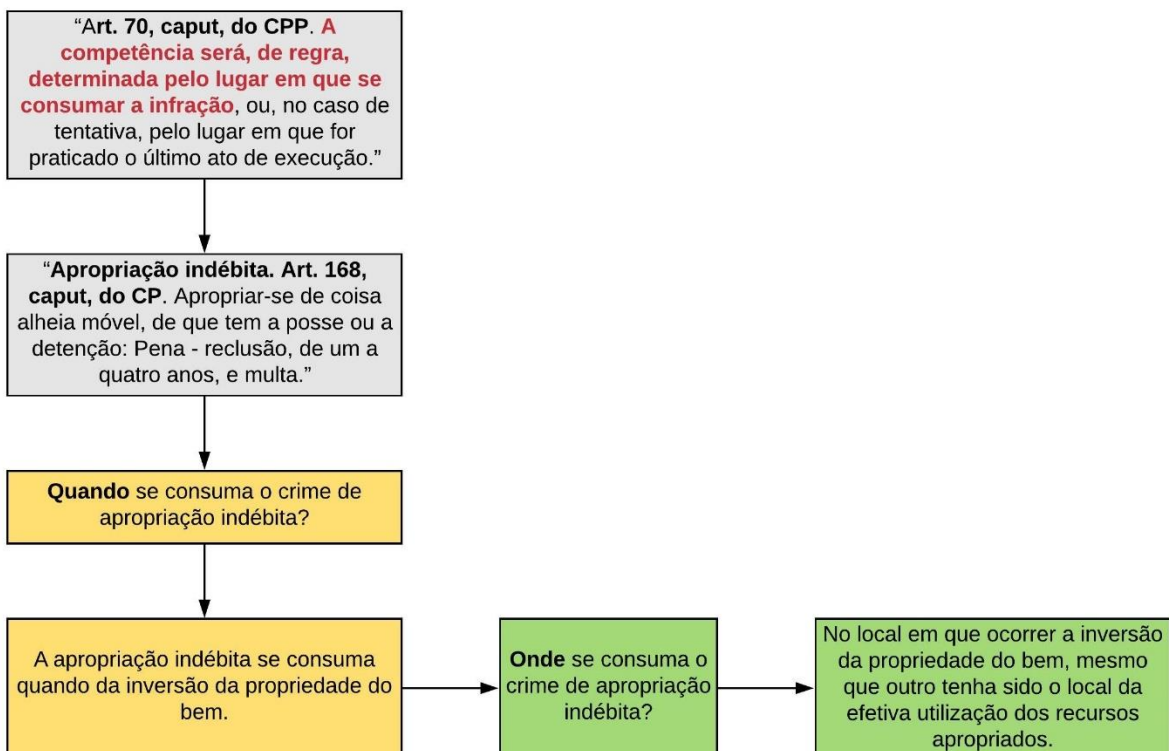 “Art. 70, caput, do CPP. A
competência será, de regra,
determinada pelo lugar em que se
consumar a infração, ou, no caso de
tentativa, pelo lugar em que for
praticado o último ato de execução.”
“Apropriação indébita. Art. 168,
caput, do CP. Apropriar-se de coisa
alheia móvel, de que tem a posse ou a
detenção: Pena - reclusão, de um a
quatro anos, e multa.”
Quando se consuma o crime de
apropriação indébita?
A apropriação indébita se consuma
quando da inversão da propriedade do
bem.
Onde se consuma o
crime de apropriação
indébita?
No local em que ocorrer a inversão
da propriedade do bem, mesmo
que outro tenha sido o local da
efetiva utilização dos recursos
apropriados.